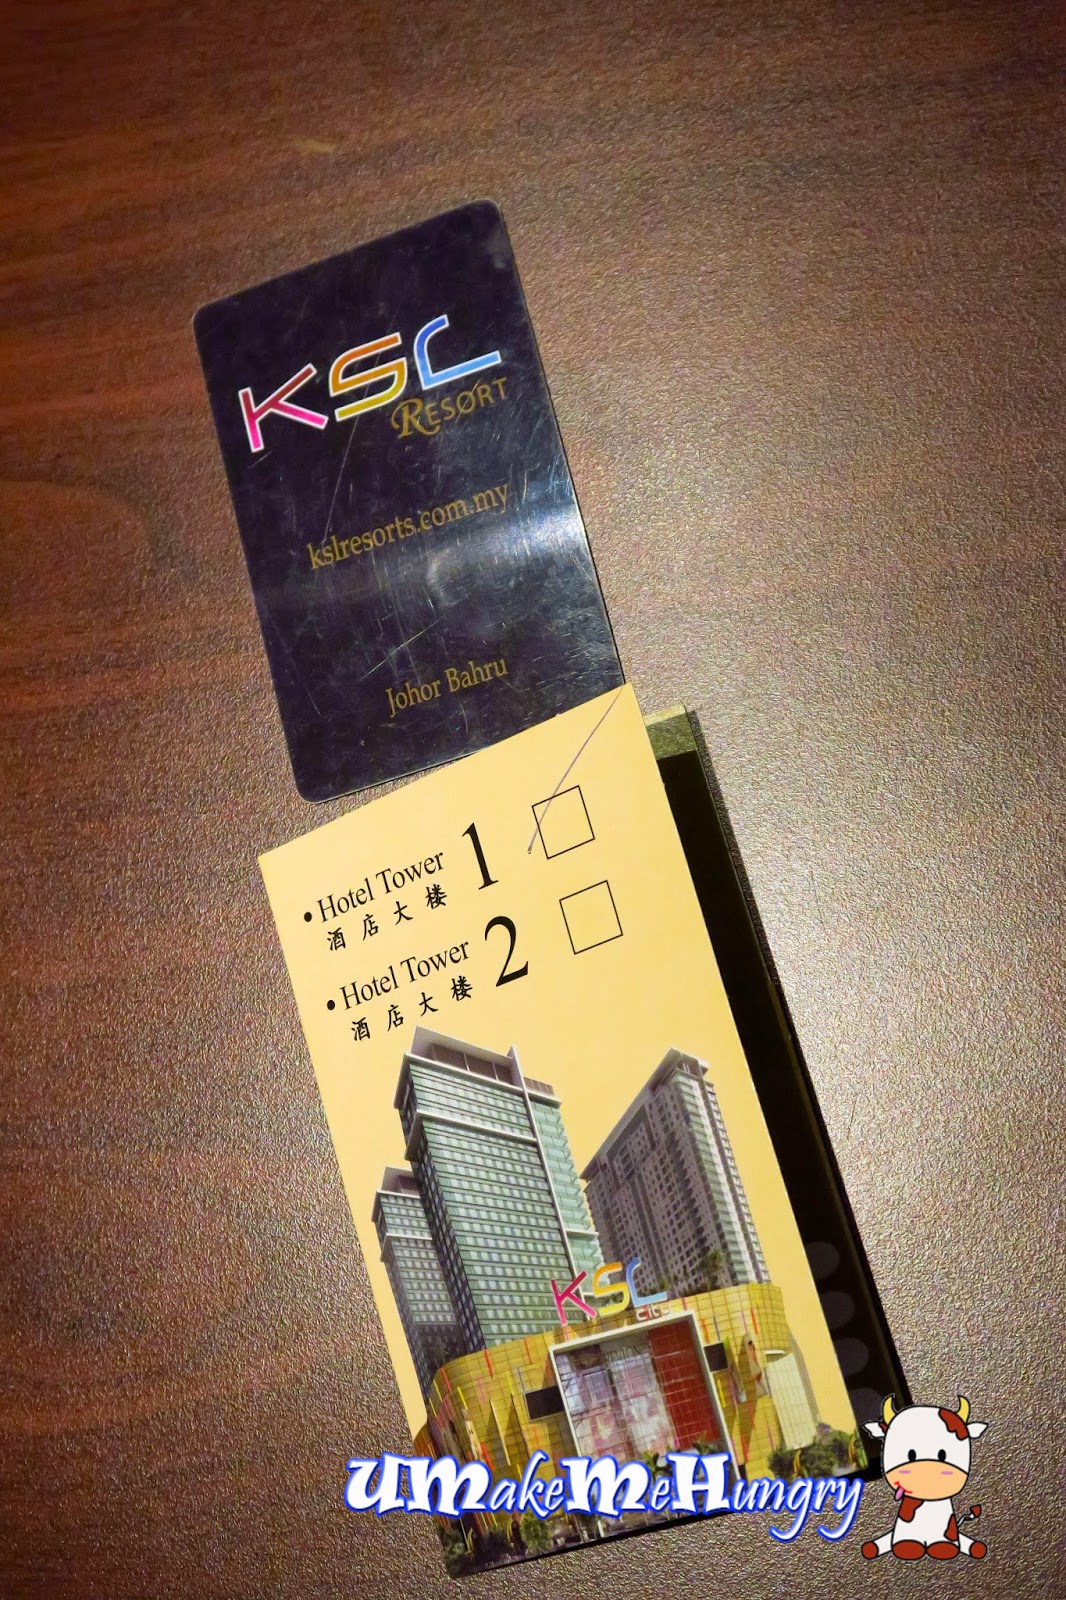 KSL
RESORT
kslresorts.com.my
Johor Bahru
• Hotel Tower 1
酒店大楼
• Hotel Tower 2
酒店大楼
KSL
city
UMakeMeHungry